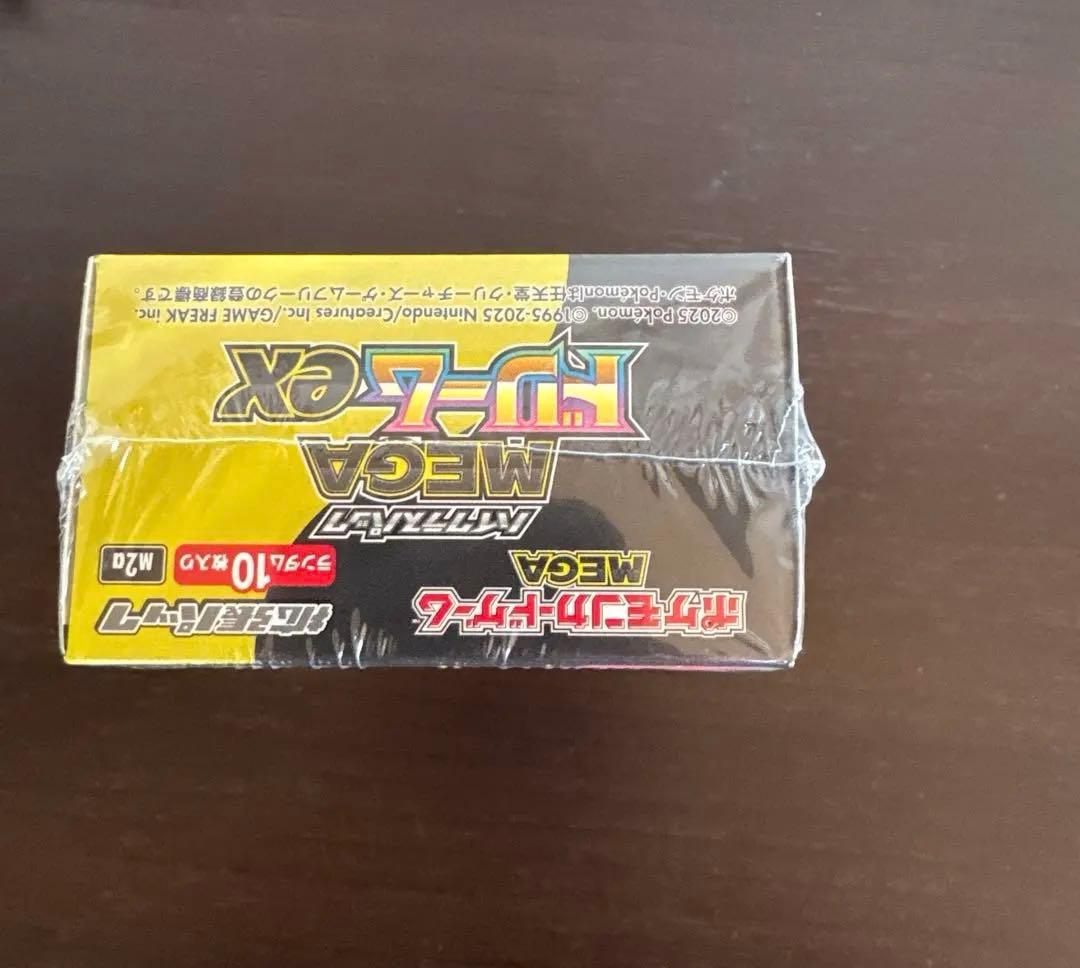 ポケモンカードゲーム
MEGA
拡張パック
ランダム10枚入り
M2a
ハイクラスパック
MEGA
ドリームex
©2025 Pokémon. ©1995-2025 Nintendo/Creatures Inc./GAME FREAK inc.
ポケモン・Pokémonは任天堂・クリーチャーズ・ゲームフリークの登録商標です。